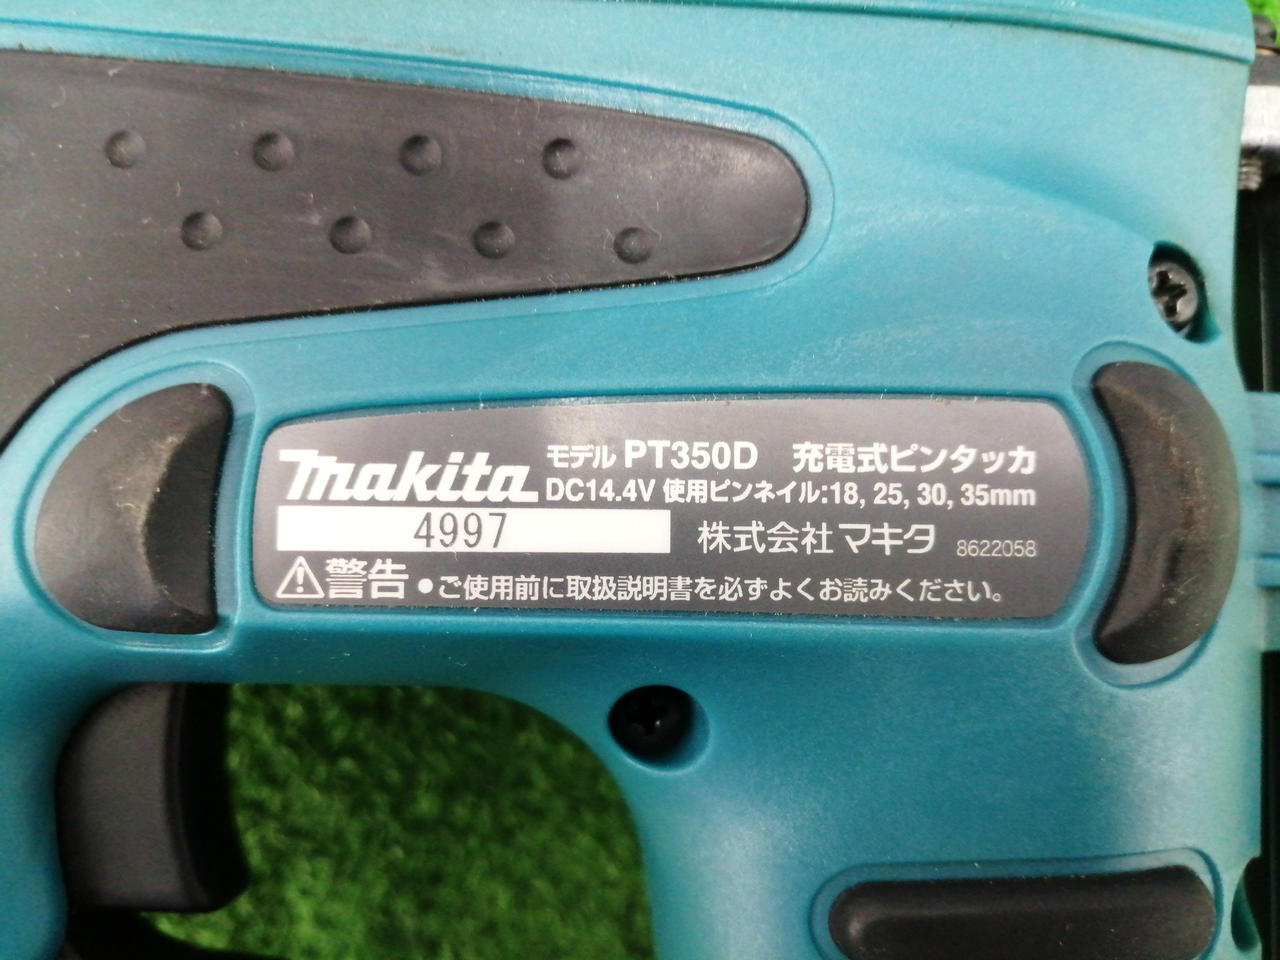 makita モデル PT350D 充電式ピンタッカ
DC14.4V 使用ピンネイル:18, 25, 30, 35mm
4997 株式会社マキタ 8622058
警告 ●ご使用前に取扱説明書を必ずよくお読みください。